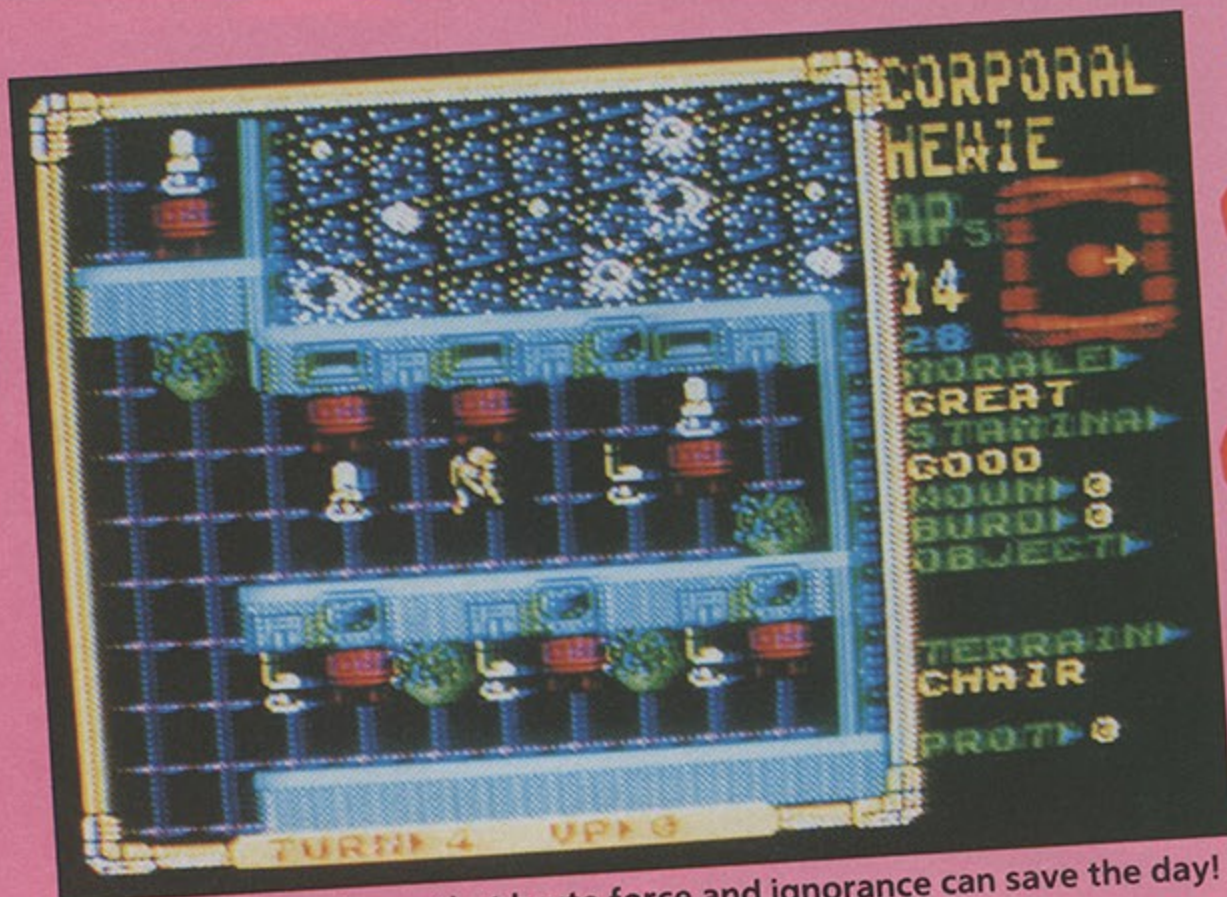 CORPORAL
HEWIE
APs
14
28
MORALE
GREAT
STAMINA
GOOD
WOUN 0
BURD 0
OBJECT
TERRAIN
CHAIR
PROT 0
TURN 4 VP 0
force and ignorance can save the day!